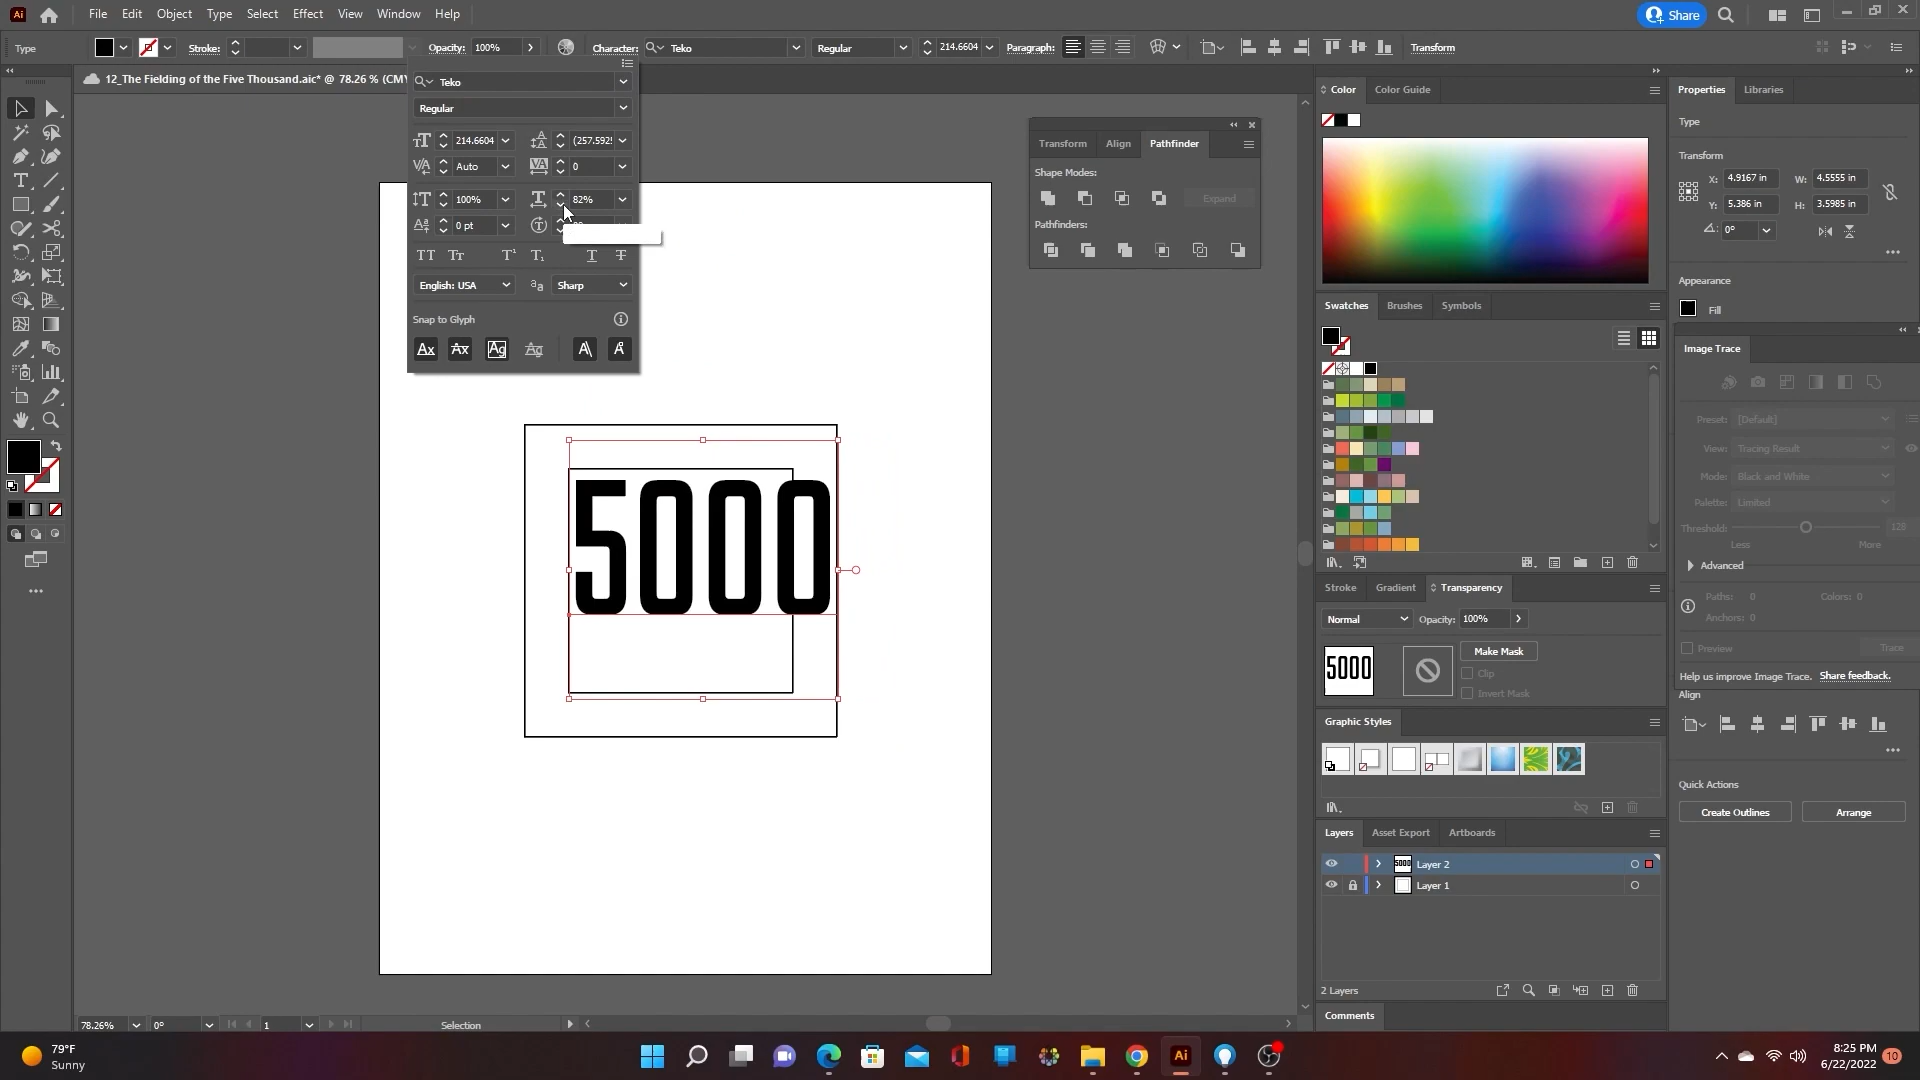 Ai File Edit Object Type Select Effect View Window Help Share
Type Stroke: Opacity: 100% Character: Teko Regular 214.6604 Paragraph: Transform
12_The Fielding of the Five Thousand.aic* @ 78.26 % (CMY
Teko
Regular
214.6604 (257.592
Auto 0
100% 82%
0 pt
English: USA Sharp
Snap to Glyph
5000
Transform Align Pathfinder
Shape Modes:
Expand
Pathfinders:
Color Color Guide
Swatches Brushes Symbols
Stroke Gradient Transparency
Normal Opacity: 100%
5000
Make Mask
Clip
Invert Mask
Graphic Styles
Layers Asset Export Artboards
5000 Layer 2
Layer 1
2 Layers
Comments
Properties Libraries
Type
Transform
X: 4.9167 in W: 4.5555 in
Y: 5.386 in H: 3.5985 in
0°
Appearance
Fill
Image Trace
Preset: [Default]
View: Tracing Result
Mode: Black and White
Palette: Limited
Threshold: 128
Less More
Advanced
Paths: 0 Colors: 0
Anchors: 0
Preview Trace
Help us improve Image Trace. Share feedback.
Align
Quick Actions
Create Outlines Arrange
78.26% 0° 1 Selection
79°F
Sunny
Ai
8:25 PM
6/22/2022
10